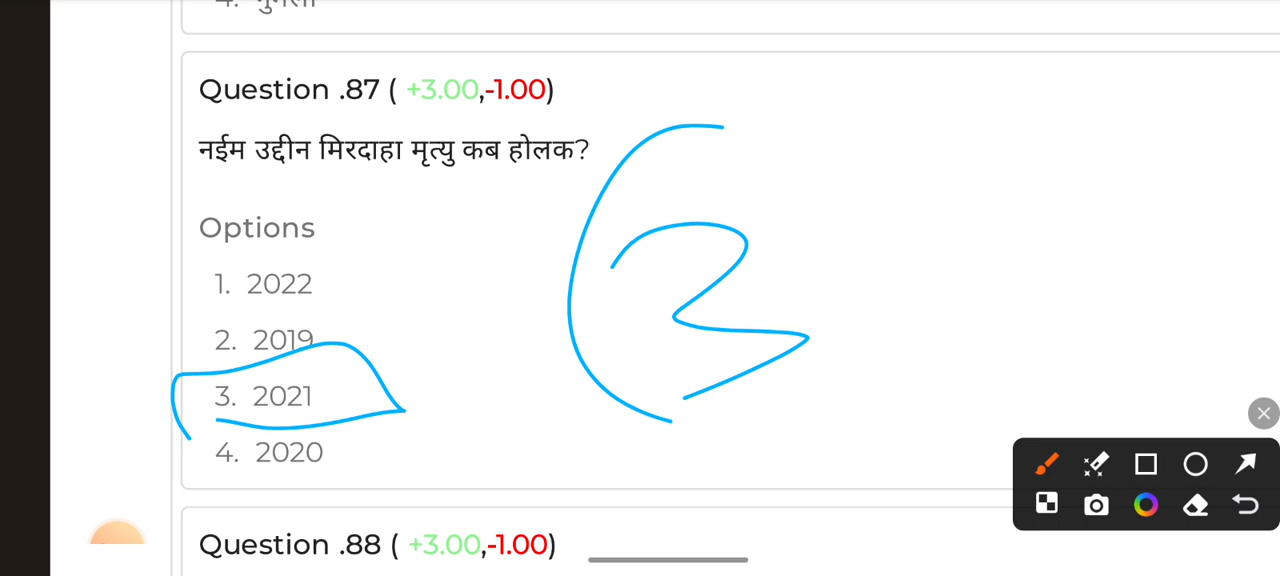 Question .87 ( +3.00,-1.00)
नईम उद्दीन मिरदाहा मृत्यु कब होलक?
Options
1. 2022
2. 2019
3. 2021
4. 2020
(3
Question .88 ( +3.00,-1.00)